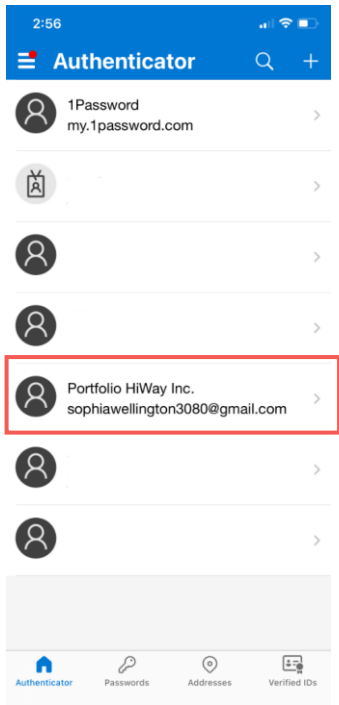 2:56
Authenticator
1Password
my.1password.com
Portfolio HiWay Inc.
sophiawellington3080@gmail.com
Authenticator
Passwords
Addresses
Verified IDs